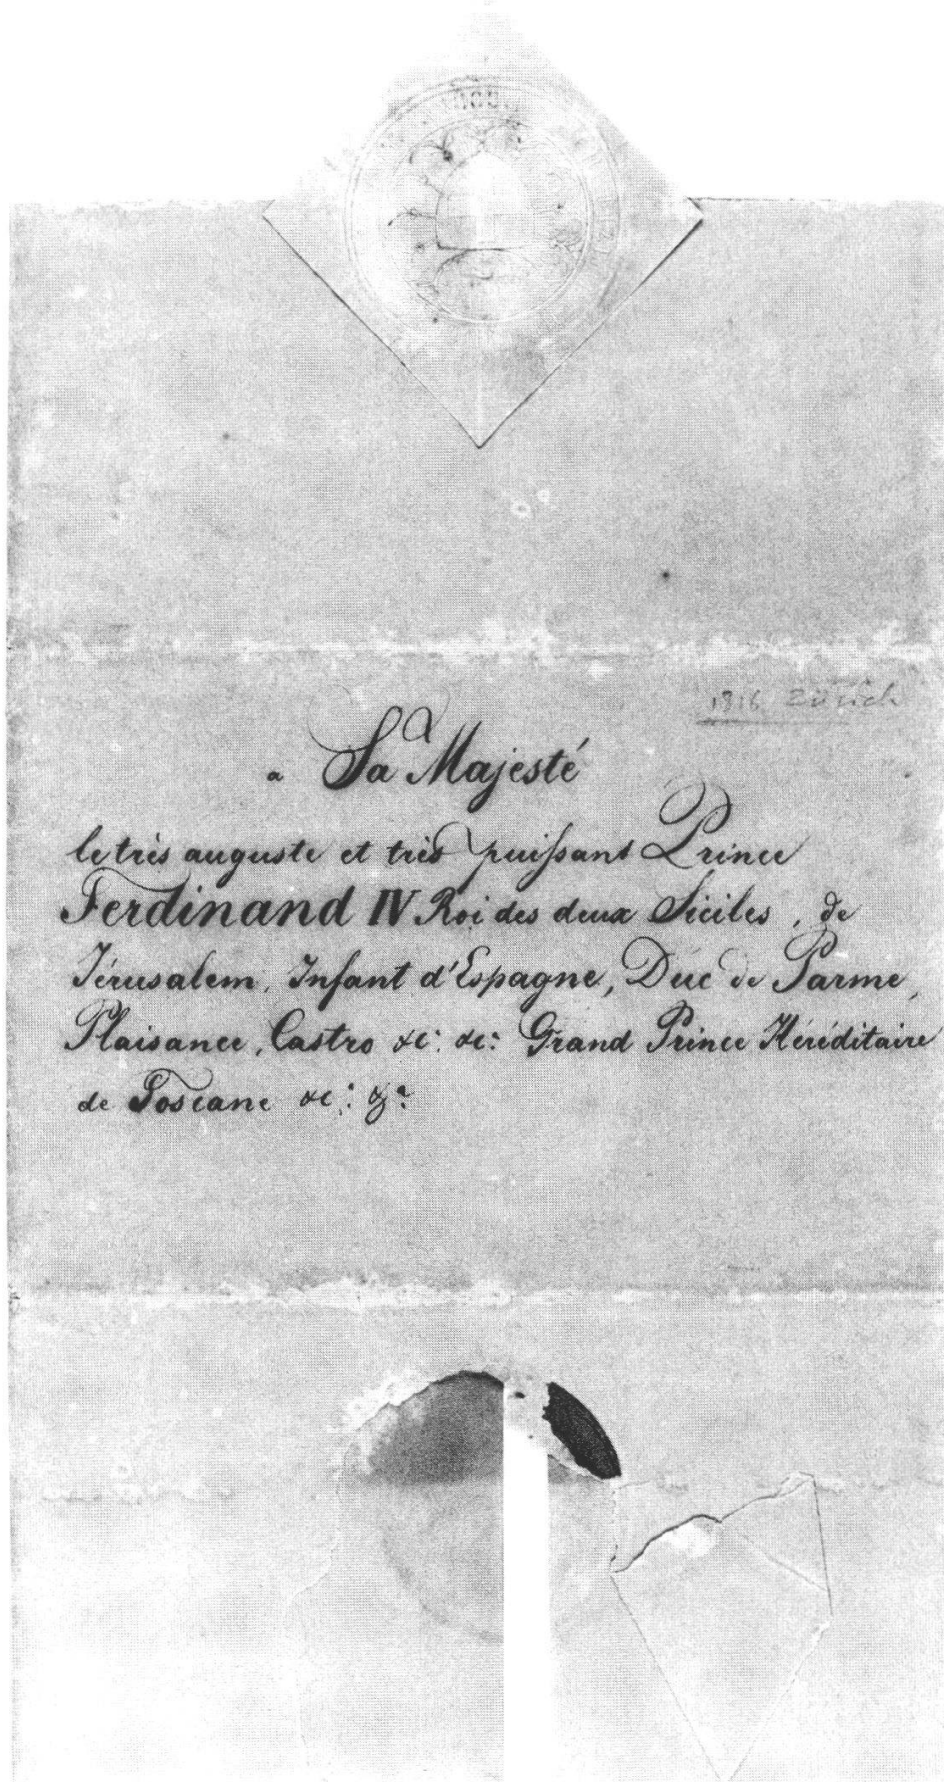 1816 Zürich
a Sa Majesté
le très auguste et très puissant Prince
Ferdinand IV Roi des deux Siciles, de
Jérusalem, Infant d'Espagne, Duc de Parme,
Plaisance, Castro &c: &c: Grand Prince Héréditaire
de Toscane &c: &c: